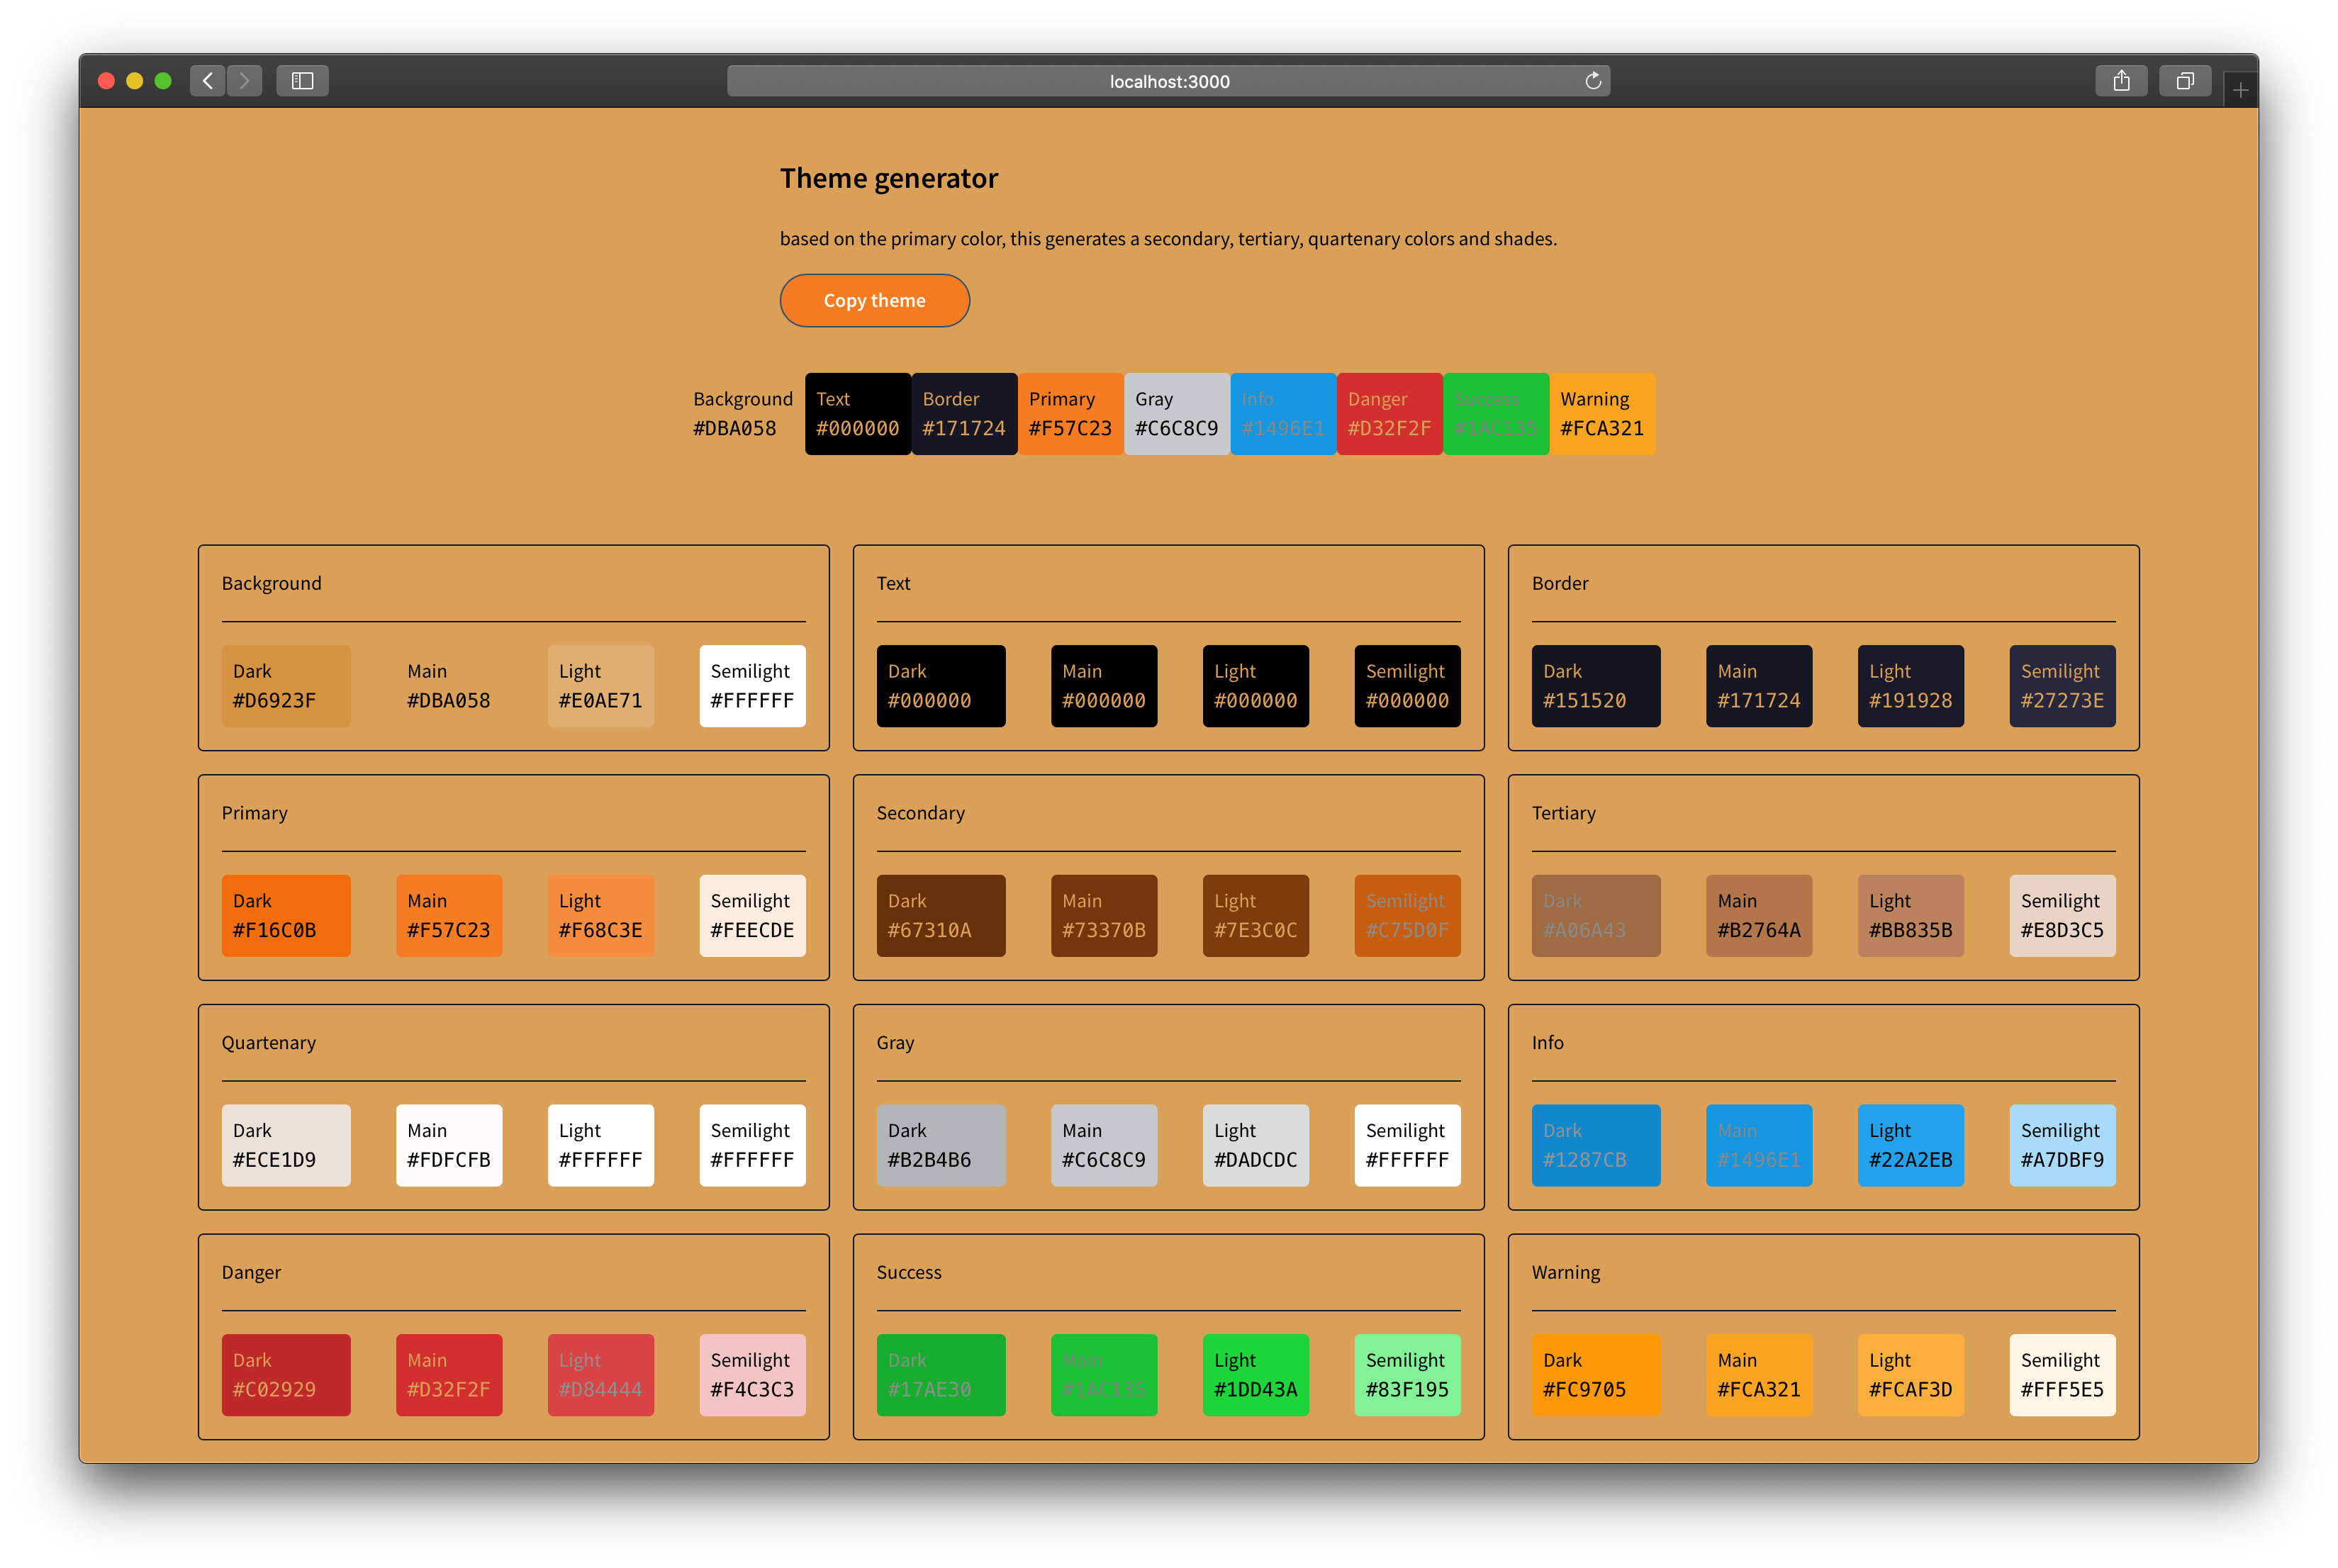 localhost:3000
Theme generator
based on the primary color, this generates a secondary, tertiary, quartenary colors and shades.
Copy theme
Background Text Border Primary Gray Info Danger Success Warning
#DBA058 #000000 #171724 #F57C23 #C6C8C9 #1496E1 #D32F2F #1AC135 #FCA321
Background
Dark Main Light Semilight
#D6923F #DBA058 #E0AE71 #FFFFFF
Text
Dark Main Light Semilight
#000000 #000000 #000000 #000000
Border
Dark Main Light Semilight
#151520 #171724 #191928 #27273E
Primary
Dark Main Light Semilight
#F16C0B #F57C23 #F68C3E #FEECDE
Secondary
Dark Main Light Semilight
#67310A #73370B #7E3C0C #C75D0F
Tertiary
Dark Main Light Semilight
#A06A43 #B2764A #BB835B #E8D3C5
Quartenary
Dark Main Light Semilight
#ECE1D9 #FDFCFB #FFFFFF #FFFFFF
Gray
Dark Main Light Semilight
#B2B4B6 #C6C8C9 #DADCDC #FFFFFF
Info
Dark Main Light Semilight
#1287CB #1496E1 #22A2EB #A7DBF9
Danger
Dark Main Light Semilight
#C02929 #D32F2F #D84444 #F4C3C3
Success
Dark Main Light Semilight
#17AE30 #1AC135 #1DD43A #83F195
Warning
Dark Main Light Semilight
#FC9705 #FCA321 #FCAF3D #FFF5E5